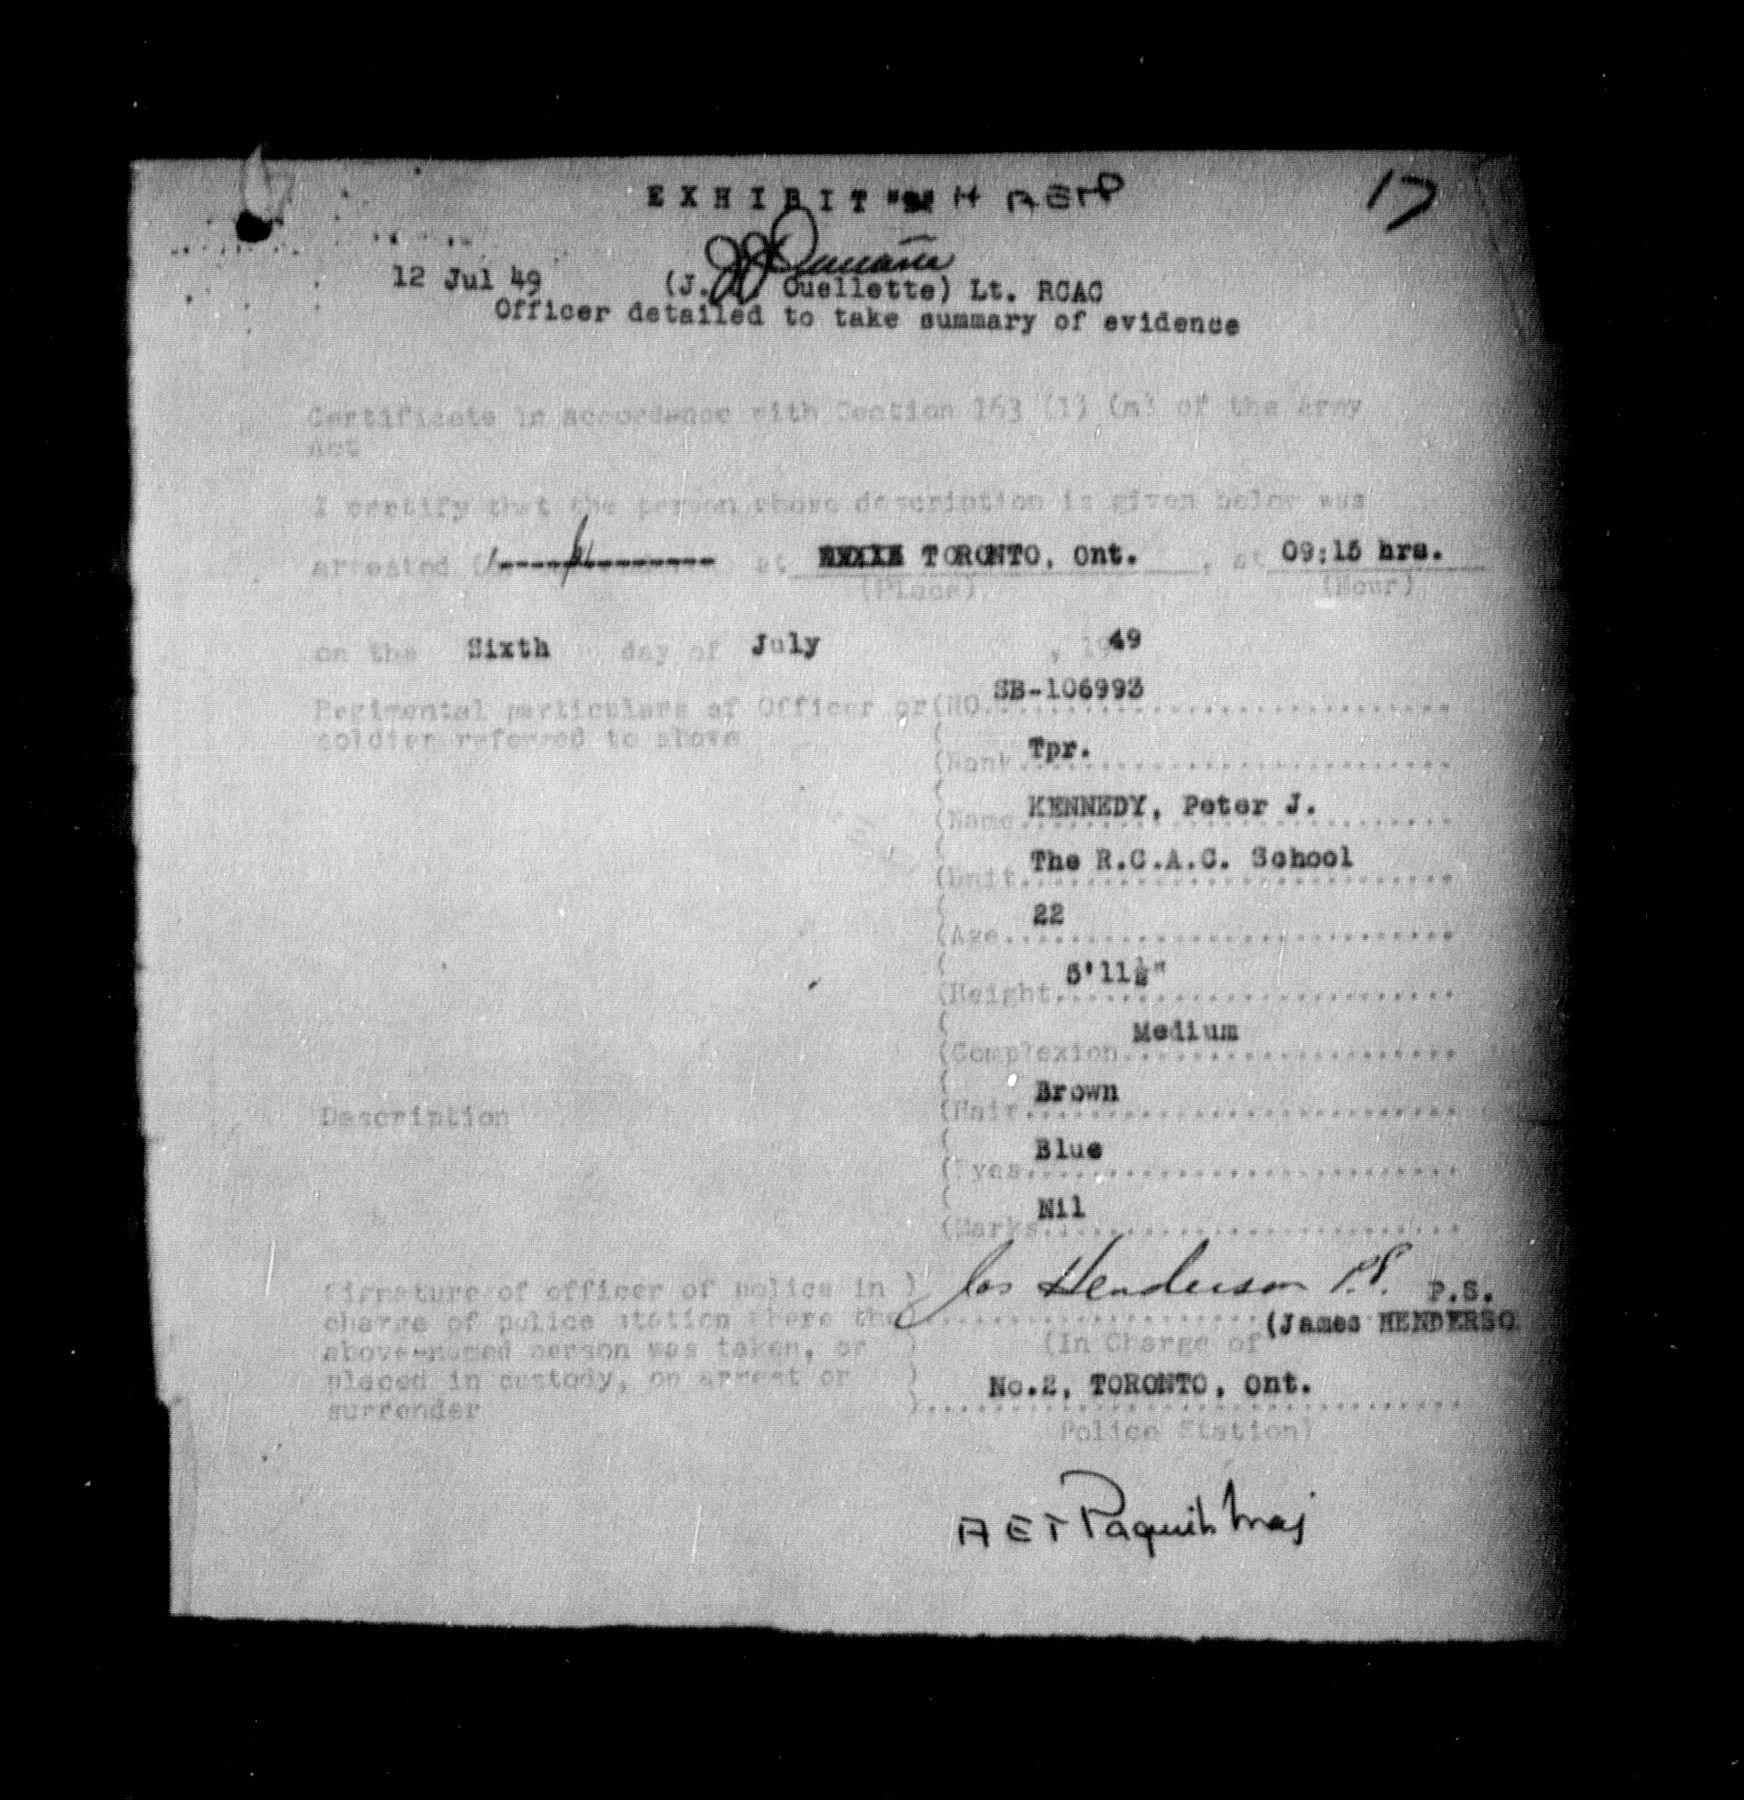 EXHIBIT H AETP
17
12 Jul 49 (J. Ouellette) Lt. RCAC
Officer detailed to take summary of evidence
Certificate in accordance with Section 163 (1) (m) of the Army
Act
I certify that the person whose description is given below was
arrested at TORONTO, Ont. , at 09:15 hrs.
(Place) (Hour)
on the Sixth day of July , 1949
SB-106993
Regimental particulars of Officer or (NO.
soldier referred to above
Tpr.
(Rank
KENNEDY, Peter J.
(Name
The R.C.A.C. School
(Unit
22
(Age
5'11½"
(Height
Medium
(Complexion
Brown
Description (Hair
Blue
(Eyes
Nil
(Marks
Jas Henderson P.S. P.S.
Signature of officer of police in )
charge of police station where the ) (James HENDERSO
above-named person was taken, or ) (In Charge of
placed in custody, on arrest or ) No.2, TORONTO, Ont.
surrender )
Police Station)
AET Paquet Maj